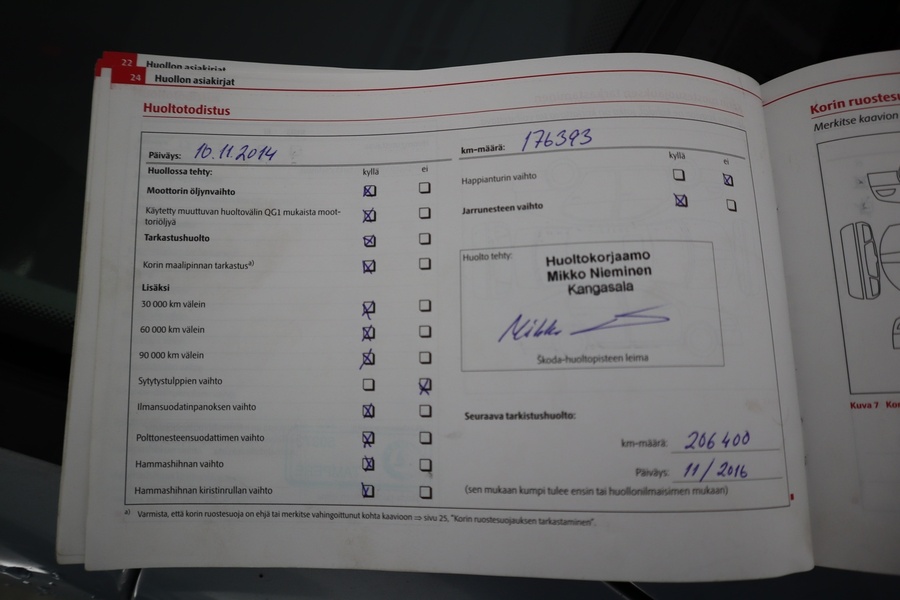 22 Huollon asiakirjat
24 Huollon asiakirjat
Huoltotodistus
Päiväys: 10.11.2014
Huollossa tehty: kyllä ei
Moottorin öljynvaihto
Käytetty muuttuvan huoltovälin QG1 mukaista moot-
toriöljyä
Tarkastushuolto
Korin maalipinnan tarkastus a)
Lisäksi
30 000 km välein
60 000 km välein
90 000 km välein
Sytytystulppien vaihto
Ilmansuodatinpanoksen vaihto
Polttonesteensuodattimen vaihto
Hammashihnan vaihto
Hammashihnan kiristinrullan vaihto
km-määrä: 176393
kyllä ei
Happianturin vaihto
Jarrunesteen vaihto
Huolto tehty:
Huoltokorjaamo
Mikko Nieminen
Kangasala
Mikko
Škoda-huoltopisteen leima
Seuraava tarkistushuolto:
km-määrä: 206400
Päiväys: 11/2016
(sen mukaan kumpi tulee ensin tai huollonilmaisimen mukaan)
a) Varmista, että korin ruostesuoja on ehjä tai merkitse vahingoittunut kohta kaavioon ⇒ sivu 25, "Korin ruostesuojauksen tarkastaminen".
Korin ruostesu
Merkitse kaavion
Kuva 7 Ko